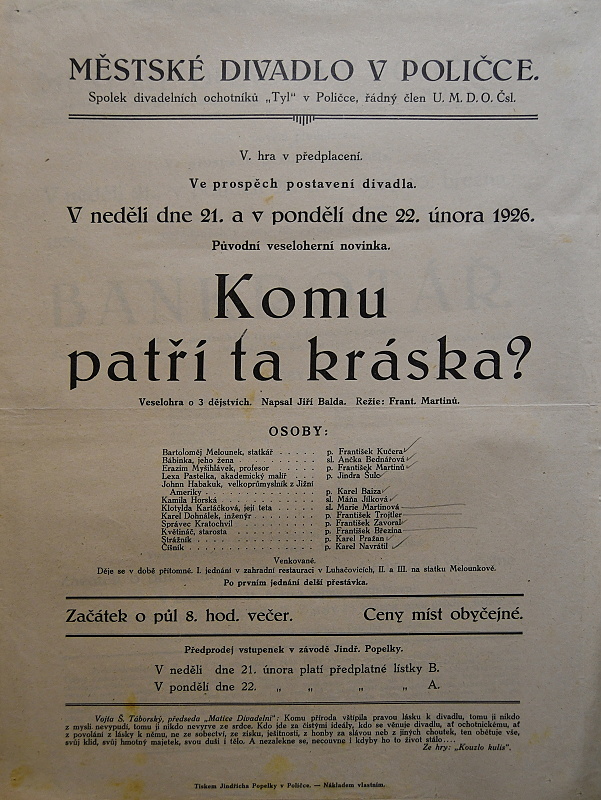 MĚSTSKÉ DIVADLO V POLIČCE.
Spolek divadelních ochotníků „Tyl“ v Poličce, řádný člen U. M. D. O. Čsl.
V. hra v předplacení.
Ve prospěch postavení divadla.
V neděli dne 21. a v pondělí dne 22. února 1926.
Původní veseloherní novinka.
Komu
patří ta kráska?
Veselohra o 3 dějstvích. Napsal Jiří Balda. Režie: Frant. Martinů.
OSOBY:
Bartoloměj Melounek, statkář . . . . . p. František Kučera
Bábinka, jeho žena . . . . . . . . sl. Ančka Bednářová
Erazim Myšihlávek, profesor . . . . . p. František Martinů
Lexa Pastelka, akademický malíř . . . p. Jindra Šulc
Johnn Habakuk, velkoprůmyslník z Jižní
Ameriky . . . . . . . . . . p. Karel Baiza
Kamila Horská . . . . . . . . . sl. Máňa Jílková
Klotylda Karláčková, její teta . . . . . sl. Marie Martinová
Karel Dohnálek, inženýr . . . . . . . p. František Trojtler
Správec Kratochvíl . . . . . . . . p. František Zavoral
Květináč, starosta . . . . . . . . . p. František Březina
Strážník . . . . . . . . . . . . p. Karel Pražan
Číšník . . . . . . . . . . . . . p. Karel Navrátil
Venkované.
Děje se v době přítomné. I. jednání v zahradní restauraci v Luhačovicích, II. a III. na statku Melounkově.
Po prvním jednání delší přestávka.
Začátek o půl 8. hod. večer. Ceny míst obyčejné.
Předprodej vstupenek v závodě Jindř. Popelky.
V neděli dne 21. února platí předplatné lístky B.
V pondělí dne 22. „ „ „ „ A.
Vojta Š. Táborský, předseda „Matice Divadelní“: Komu příroda vštípila pravou lásku k divadlu, tomu ji nikdo
z mysli nevypudí, tomu ji nikdo nevyrve ze srdce. Kdo jde za čistými ideály, kdo se věnuje divadlu, ať ochotnickému, ať
z povolání z lásky k němu, ne ze sobectví, ze zisku, ješitnosti, z honby za slávou neb z jiných choutek, ten obětuje vše,
svůj klid, svůj hmotný majetek, svou duši i tělo. A nezalekne se, necouvne i kdyby ho to život stálo....
Ze hry: „Kouzlo kulis“.
Tiskem Jindřicha Popelky v Poličce. — Nákladem vlastním.